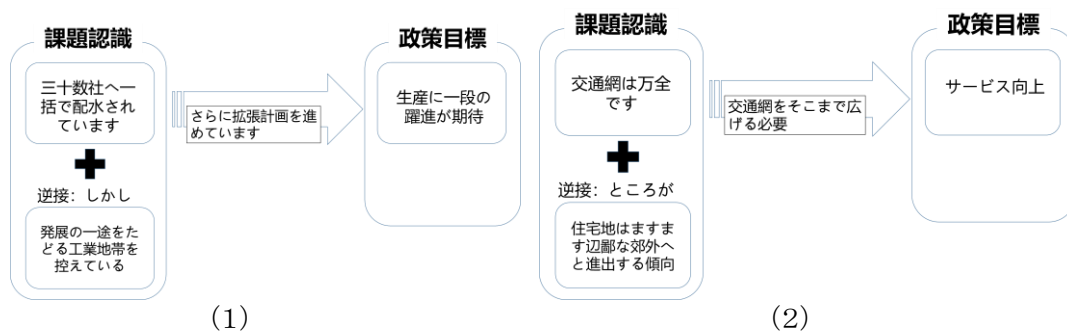 課題認識
三十数社へ一
括で配水され
ています
逆接: しかし
発展の一途をた
どる工業地帯を
控えている
さらに拡張計画を進
めています
政策目標
生産に一段の
躍進が期待
(1)
課題認識
交通網は万全
です
逆接: ところが
住宅地はますま
す辺鄙な郊外へ
と進出する傾向
交通網をそこまで広
げる必要
政策目標
サービス向上
(2)